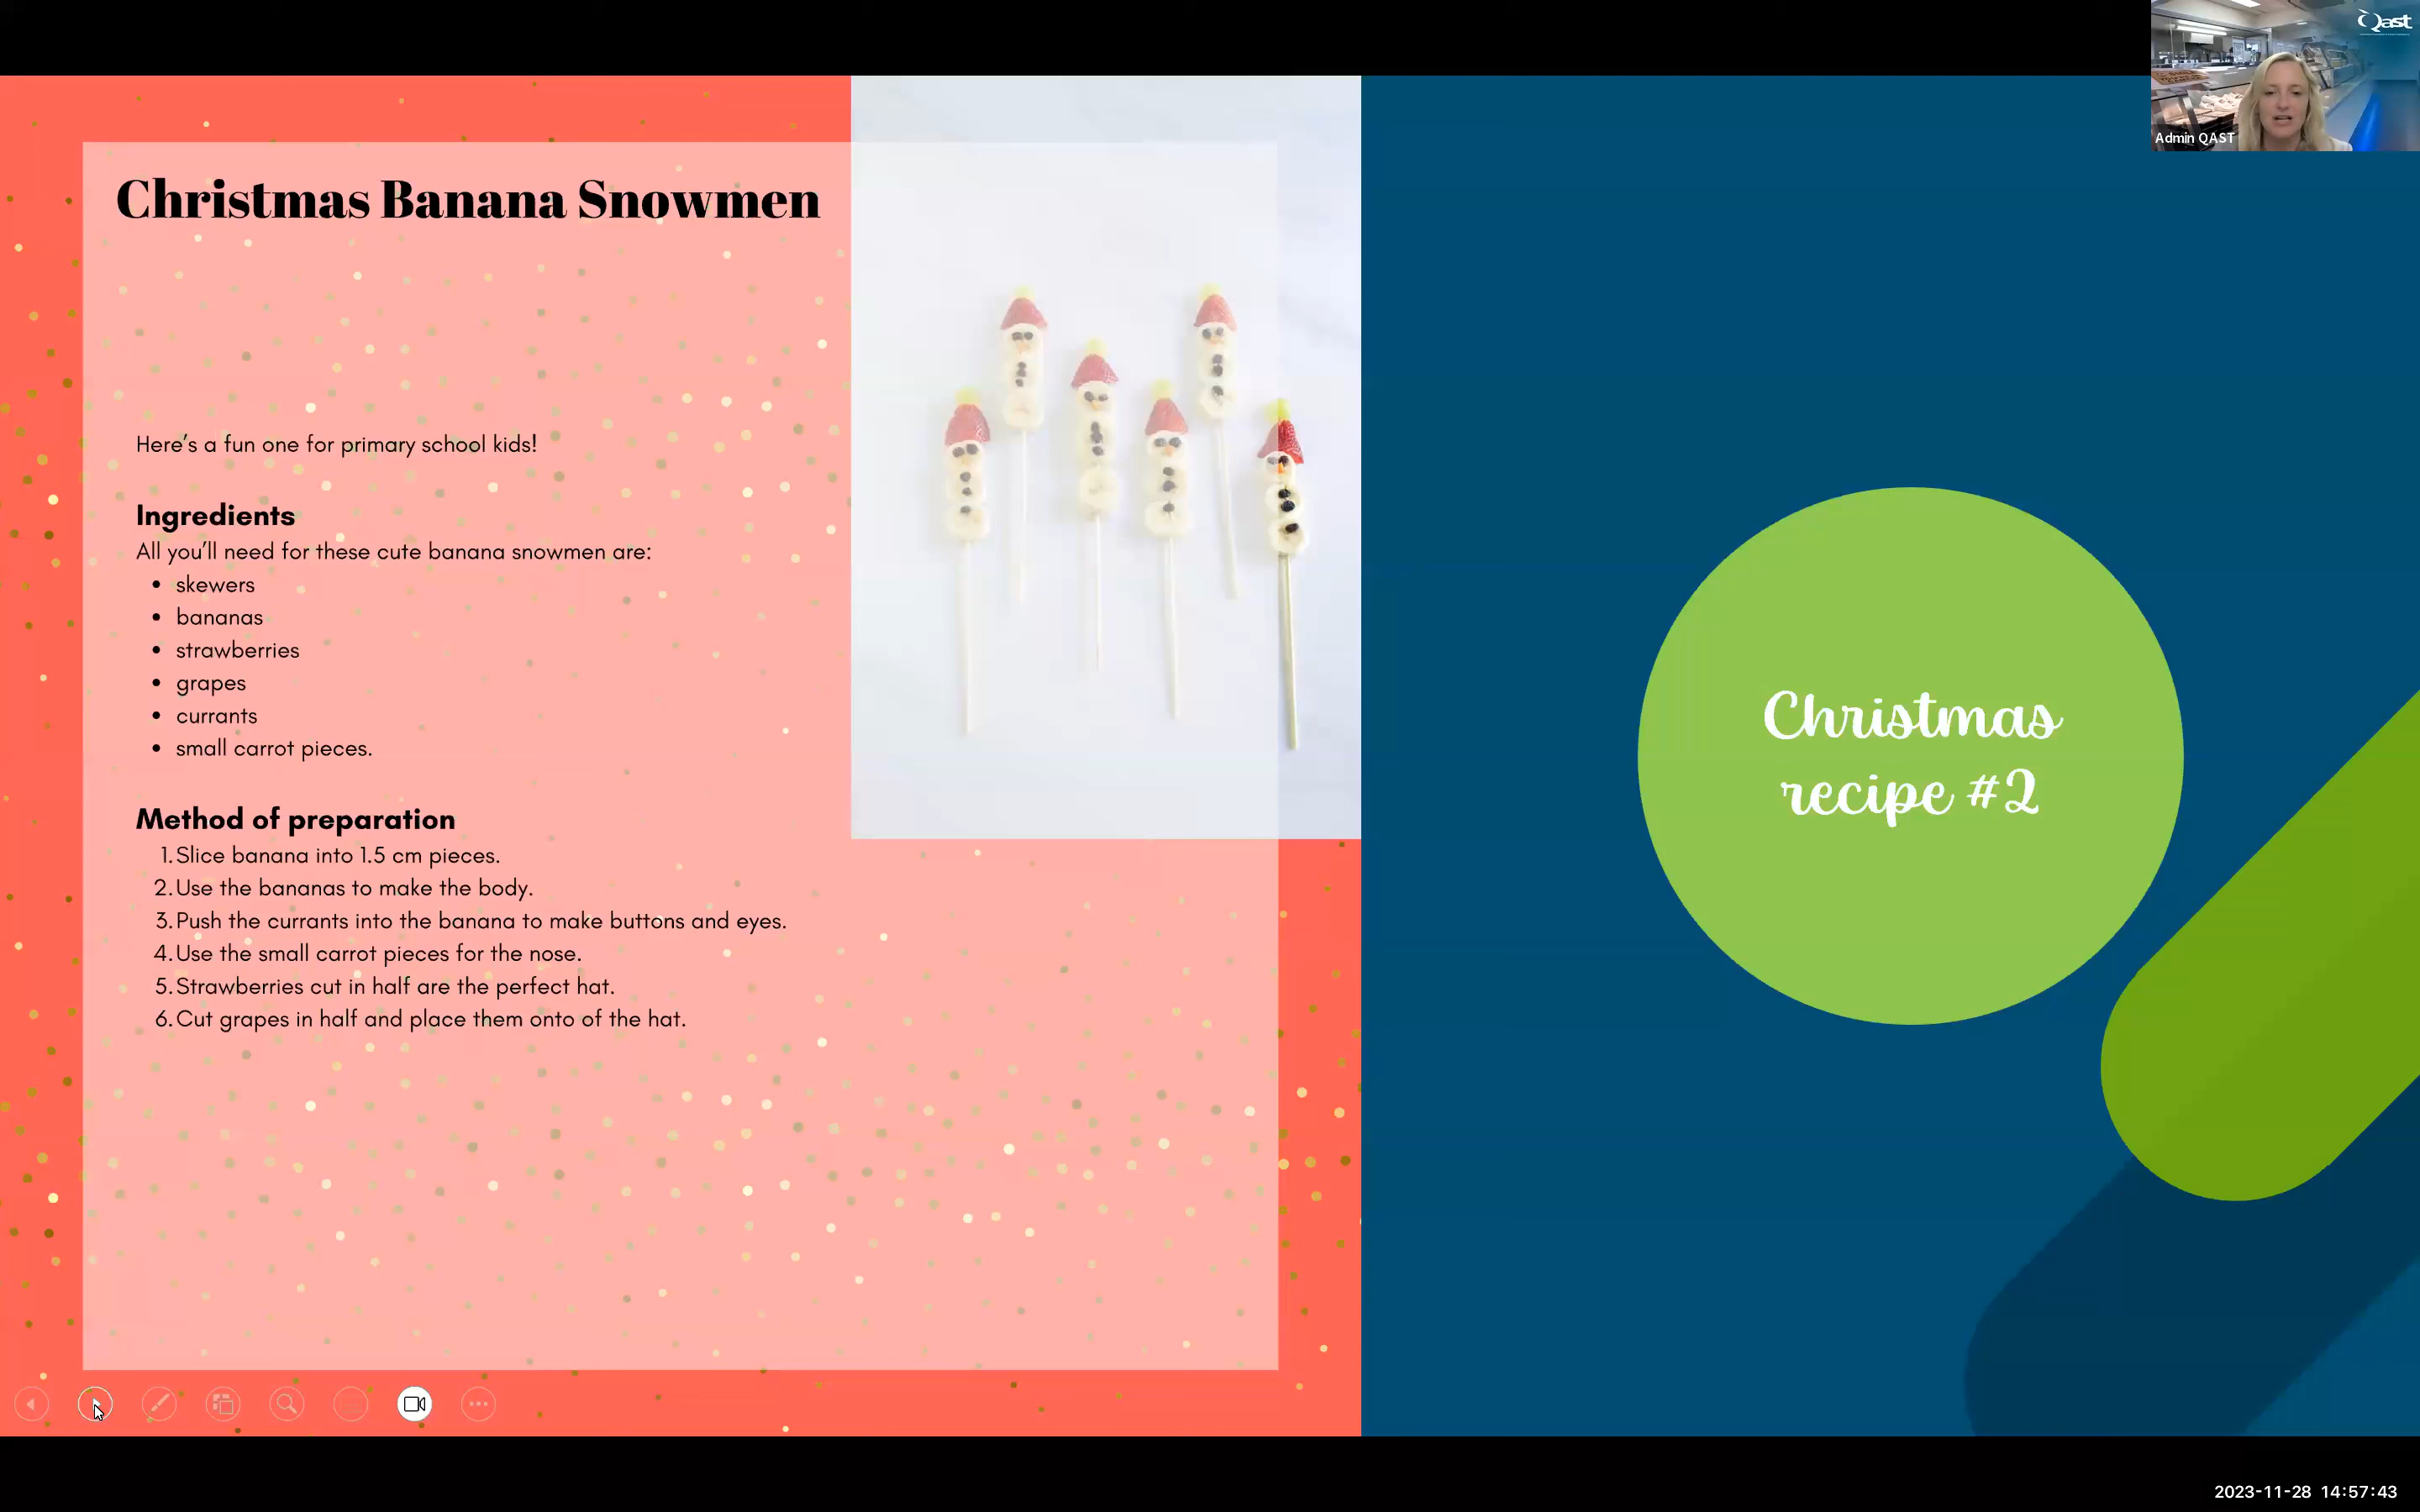 Qast
Admin QAST
Christmas Banana Snowmen
Here's a fun one for primary school kids!
Ingredients
All you'll need for these cute banana snowmen are:
• skewers
• bananas
• strawberries
• grapes
• currants
• small carrot pieces.
Method of preparation
1. Slice banana into 1.5 cm pieces.
2. Use the bananas to make the body.
3. Push the currants into the banana to make buttons and eyes.
4. Use the small carrot pieces for the nose.
5. Strawberries cut in half are the perfect hat.
6. Cut grapes in half and place them onto of the hat.
Christmas
recipe #2
2023-11-28 14:57:43